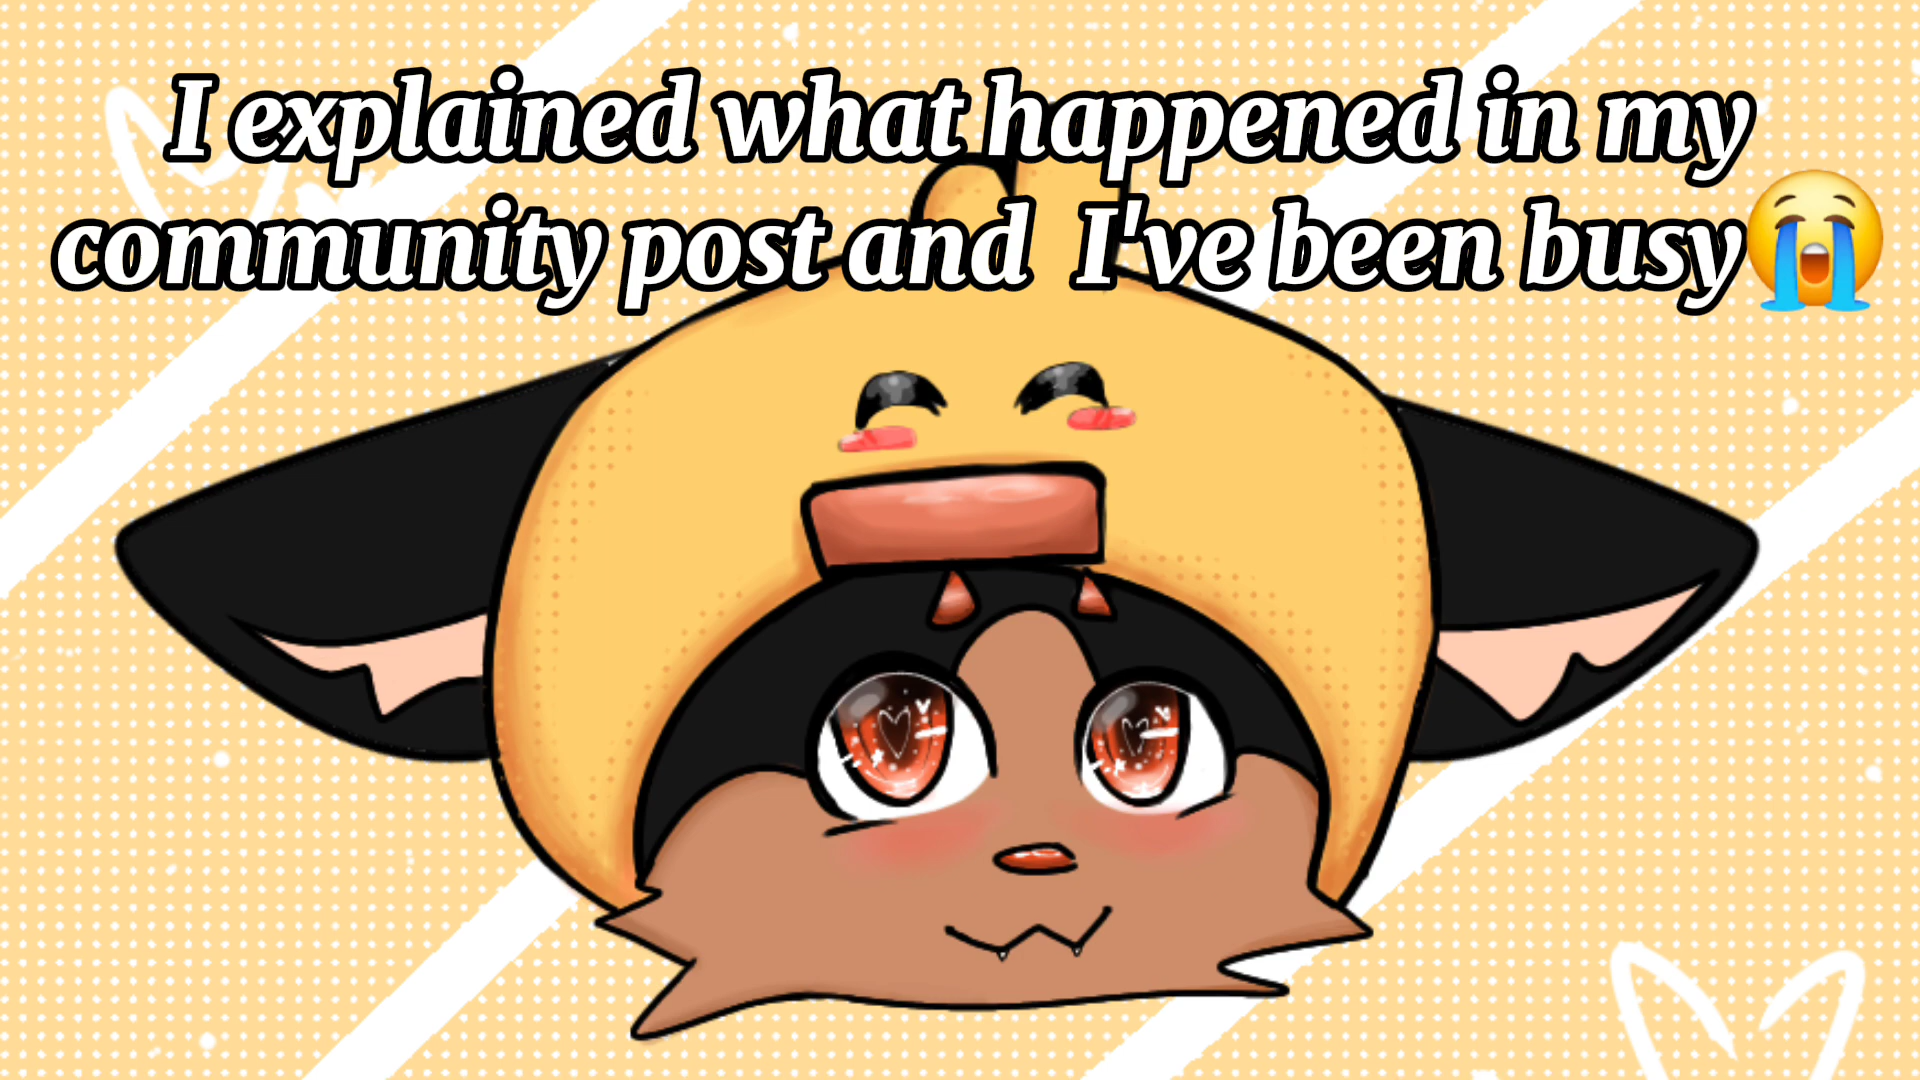 I explained what happened in my
community post and I've been busy😭